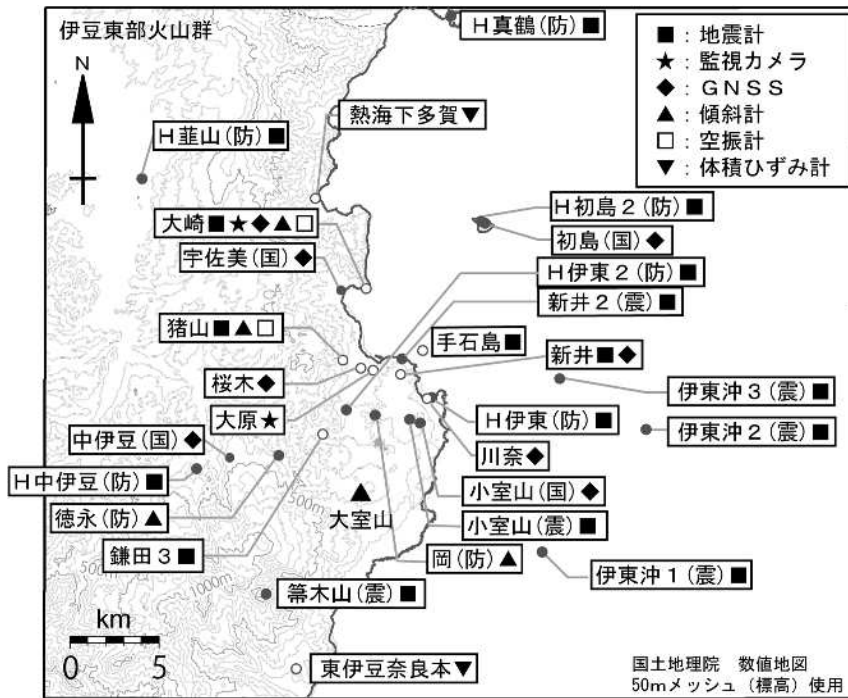 伊豆東部火山群
N
H真鶴(防)■
■：地震計
★：監視カメラ
◆：GNSS
▲：傾斜計
□：空振計
▼：体積ひずみ計
熱海下多賀▼
H韮山(防)■
H初島2(防)■
初島(国)◆
大崎■★◆▲□
宇佐美(国)◆
H伊東2(防)■
新井2(震)■
猪山■▲□
手石島■
新井■◆
桜木◆
伊東沖3(震)■
大原★
H伊東(防)■
伊東沖2(震)■
中伊豆(国)◆
川奈◆
H中伊豆(防)■
小室山(国)◆
500m
徳永(防)▲
大室山
小室山(震)■
鎌田3■
岡(防)▲
伊東沖1(震)■
1000m
箒木山(震)■
500m
km
0 5
東伊豆奈良本▼
国土地理院 数値地図
50mメッシュ(標高)使用